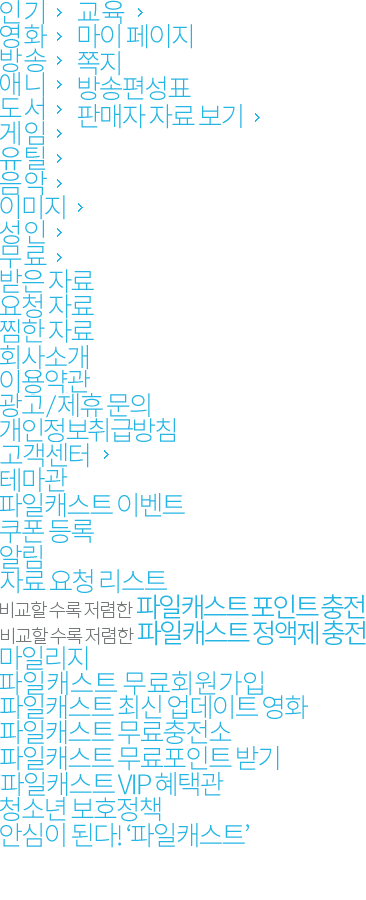 인기 >
영화 >
방송 >
애니 >
도서 >
게임 >
유틸 >
음악 >
이미지 >
성인 >
무료 >
받은 자료
요청 자료
찜한 자료
회사소개
이용약관
광고/제휴 문의
개인정보취급방침
고객센터 >
테마관
파일캐스트 이벤트
쿠폰 등록
알림
자료 요청 리스트
비교할 수록 저렴한 파일캐스트 포인트 충전
비교할 수록 저렴한 파일캐스트 정액제 충전
마일리지
파일캐스트 무료회원가입
파일캐스트 최신 업데이트 영화
파일캐스트 무료충전소
파일캐스트 무료포인트 받기
파일캐스트 VIP 혜택관
청소년 보호정책
안심이 된다! ‘파일캐스트’
교육 >
마이 페이지
쪽지
방송편성표
판매자 자료 보기 >